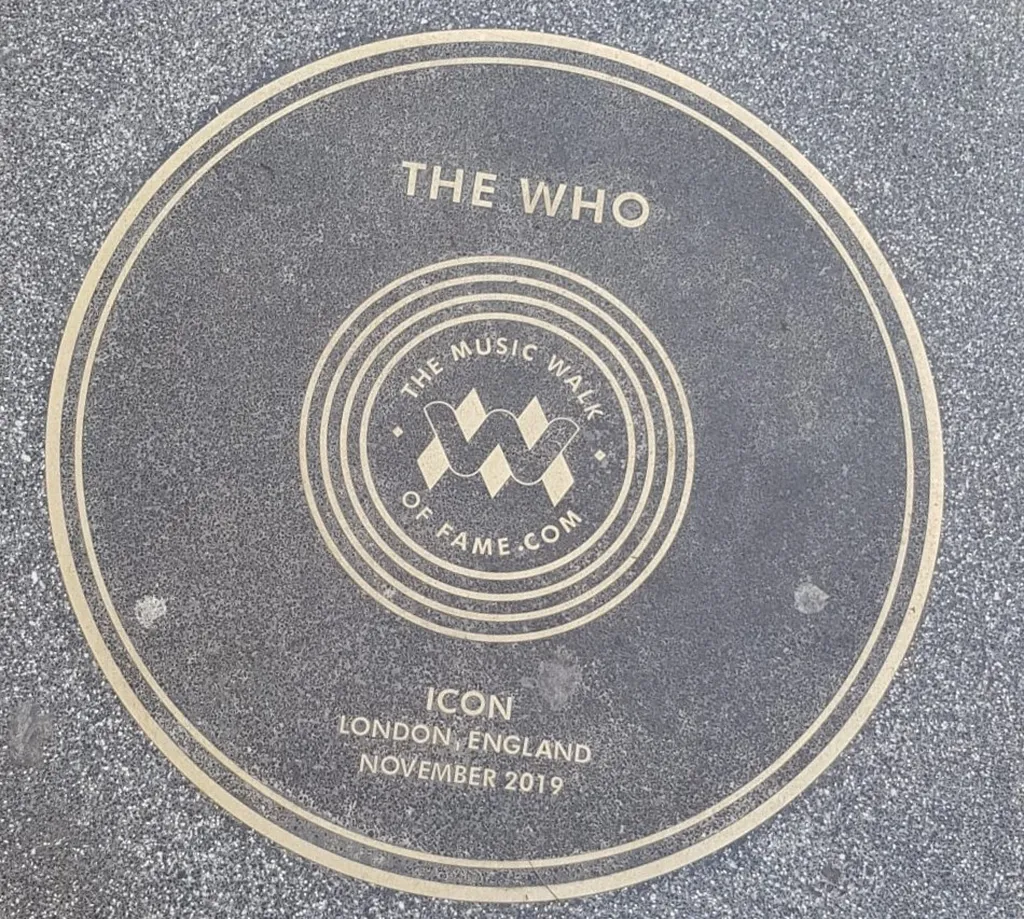 THE WHO
THE MUSIC WALK
OF FAME.COM
ICON
LONDON, ENGLAND
NOVEMBER 2019